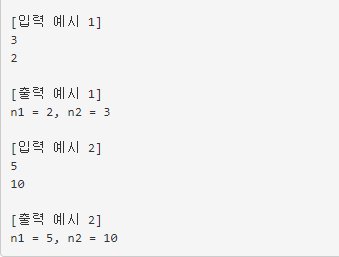 [입력 예시 1]
3
2
[출력 예시 1]
n1 = 2, n2 = 3
[입력 예시 2]
5
10
[출력 예시 2]
n1 = 5, n2 = 10